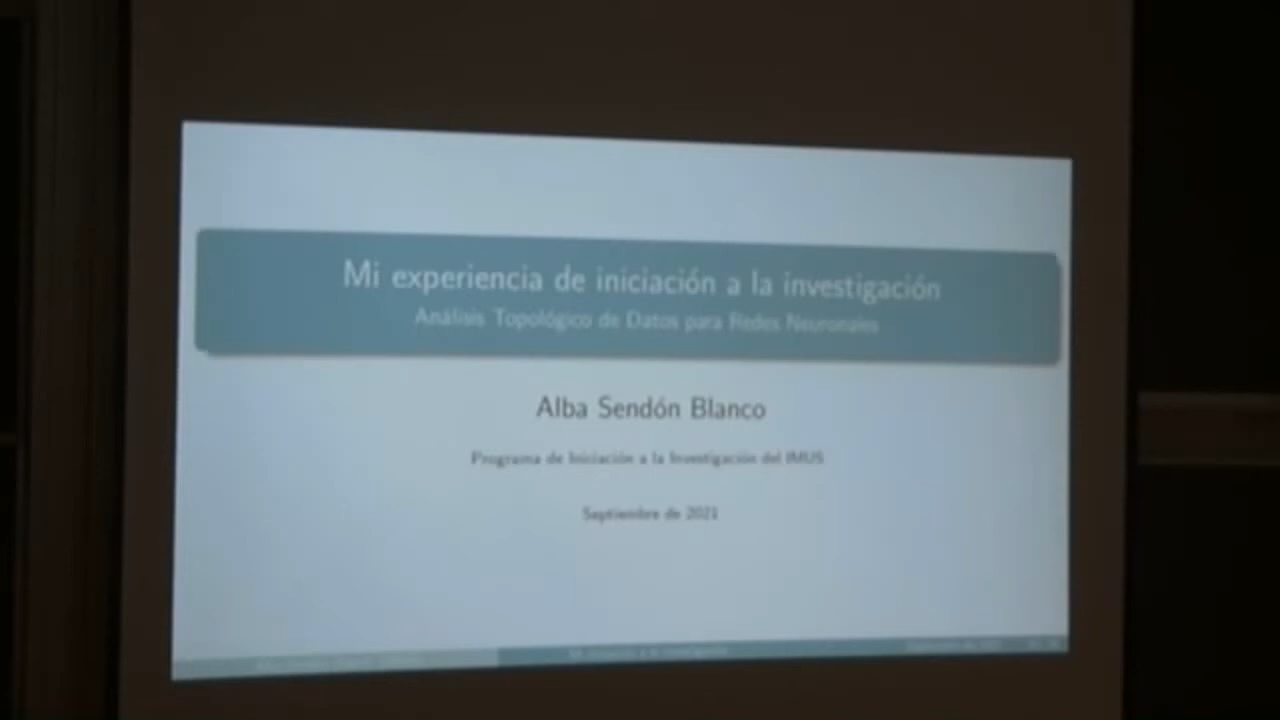 Mi experiencia de iniciación a la investigación
Análisis Topológico de Datos para Redes Neuronales
Alba Sendón Blanco
Programa de Iniciación a la Investigación del IMUS
Septiembre de 2021